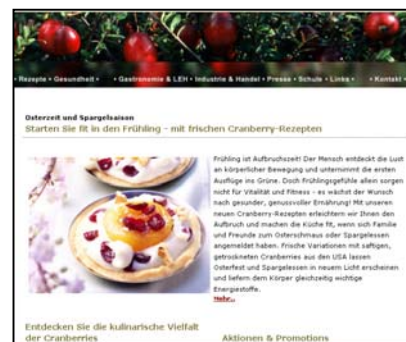 • Rezepte • Gesundheit •    • Gastronomie & LEH • Industrie & Handel • Presse • Schule • Links •    • Kontakt •
Osterzeit und Spargelsaison
Starten Sie fit in den Frühling - mit frischen Cranberry-Rezepten
Frühling ist Aufbruchszeit! Der Mensch entdeckt die Lust
an körperlicher Bewegung und unternimmt die ersten
Ausflüge ins Grüne. Doch Frühlingsgefühle allein sorgen
nicht für Vitalität und Fitness - es wächst der Wunsch
nach gesunder, genussvoller Ernährung! Mit unseren
neuen Cranberry-Rezepten erleichtern wir Ihnen den
Aufbruch und machen die Küche fit, wenn sich Familie
und Freunde zum Osterschmaus oder Spargelessen
angemeldet haben. Frische Variationen mit saftigen,
getrockneten Cranberries aus den USA lassen
Osterfest und Spargelessen in neuem Licht erscheinen
und liefern dem Körper gleichzeitig wichtige
Energiestoffe.
Mehr...
Entdecken Sie die kulinarische Vielfalt
der Cranberries
Aktionen & Promotions